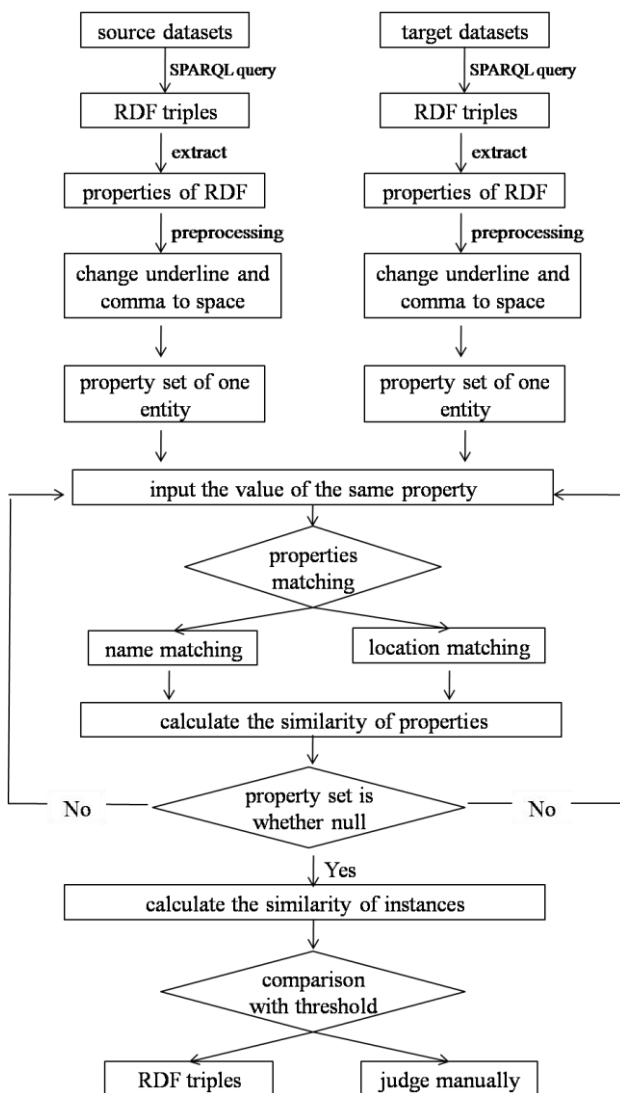 source datasets
target datasets
SPARQL query
SPARQL query
RDF triples
RDF triples
extract
extract
properties of RDF
properties of RDF
preprocessing
preprocessing
change underline and
comma to space
change underline and
comma to space
property set of one
entity
property set of one
entity
input the value of the same property
properties
matching
name matching
location matching
calculate the similarity of properties
No
property set is
whether null
No
Yes
calculate the similarity of instances
comparison
with threshold
RDF triples
judge manually